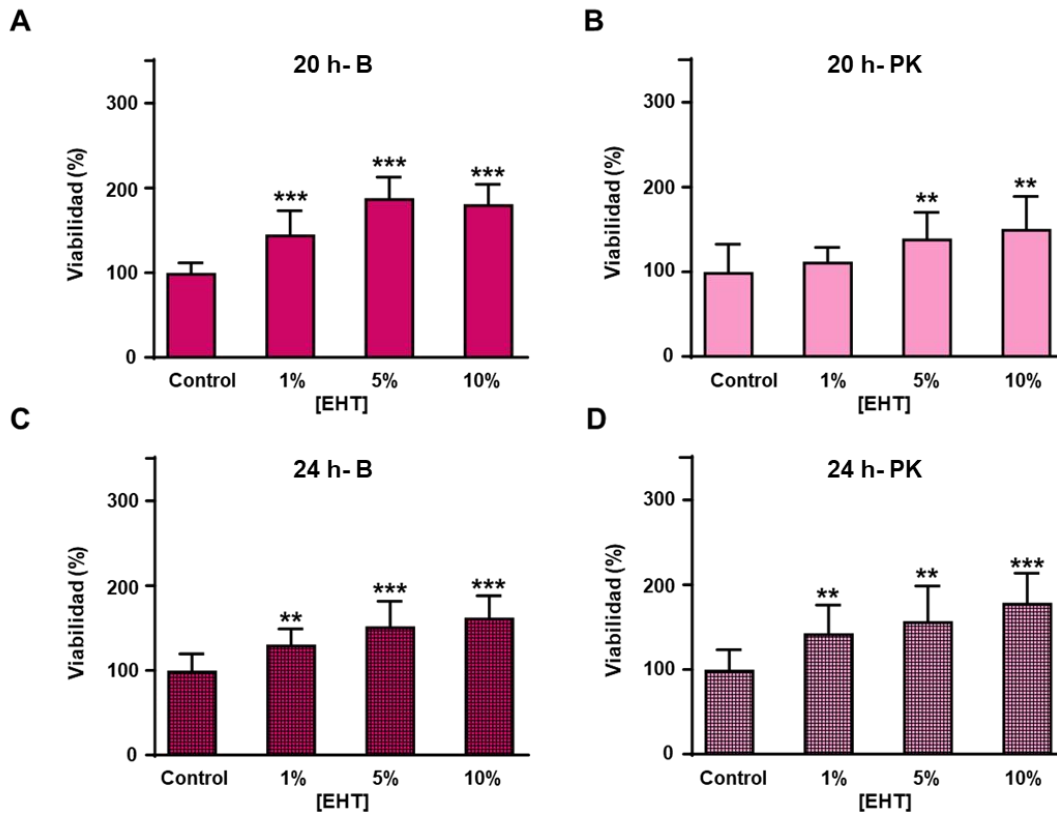 A
20 h- B
Viabilidad (%)
300
200
100
0
***
***
***
Control 1% 5% 10%
[EHT]
B
20 h- PK
Viabilidad (%)
300
200
100
0
**
**
Control 1% 5% 10%
[EHT]
C
24 h- B
Viabilidad (%)
300
200
100
0
**
***
***
Control 1% 5% 10%
[EHT]
D
24 h- PK
Viabilidad (%)
300
200
100
0
**
**
***
Control 1% 5% 10%
[EHT]